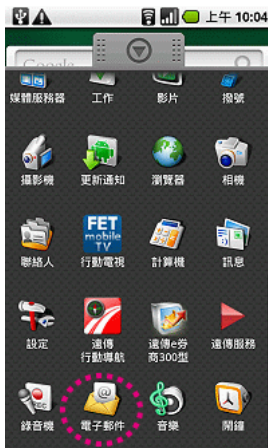 上午 10:04
Google
媒體服務器 工作 影片 撥號
攝影機 更新通知 瀏覽器 相機
FET
mobile
TV
聯絡人 行動電視 計算機 訊息
設定 遠傳 遠傳e券 遠傳服務
行動導航 商300型
REC
錄音機 電子郵件 音樂 鬧鐘